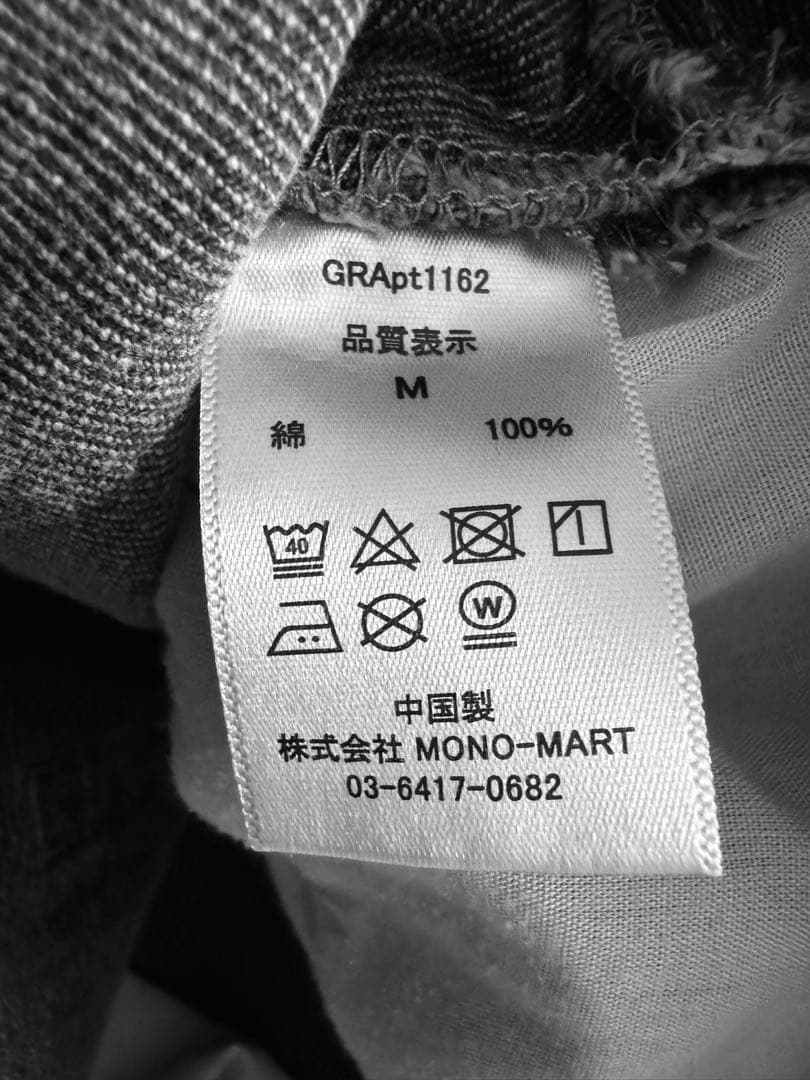 GRApt1162
品質表示
M
綿 100%
40
W
中国製
株式会社 MONO-MART
03-6417-0682